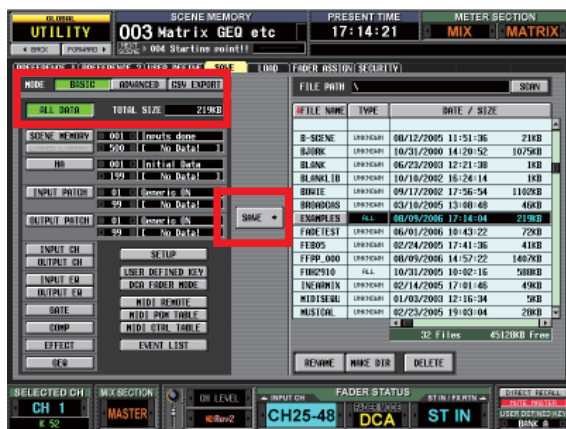 GLOBAL
UTILITY
BACK
FORWARD
SCENE MEMORY
003 Matrix GEQ etc
004 Starting point!!
PRESENT TIME
17:14:21
METER SECTION
MIX
MATRIX
PREFERENCE 1
PREFERENCE 2
USER DEFINE
SAVE
LOAD
FADER ASSIGN
SECURITY
MODE
BASIC
ADVANCED
CSV EXPORT
FILE PATH \
SCAN
ALL DATA
TOTAL SIZE 219KB
SCENE MEMORY
001 [Inputs done
500 [ No Data! ]
HA
001 [Initial Data
199 [ No Data! ]
INPUT PATCH
01
99 [ No Data! ]
OUTPUT PATCH
01
99 [ No Data! ]
INPUT CH
OUTPUT CH
INPUT EQ
OUTPUT EQ
GATE
COMP
EFFECT
GEQ
SETUP
USER DEFINED KEY
DCA FADER MODE
MIDI REMOTE
MIDI PGM TABLE
MIDI CTRL TABLE
EVENT LIST
SAVE
FILE NAME TYPE DATE / SIZE
B-SCENE UNKNOWN 08/12/2005 11:51:36 21KB
BJORK UNKNOWN 10/31/2000 14:20:52 1075KB
BLANK UNKNOWN 06/23/2003 12:21:38 1KB
BLANKLIB UNKNOWN 10/10/2002 16:24:14 1KB
BOWIE UNKNOWN 09/17/2002 17:56:54 1102KB
BROADCAS UNKNOWN 03/10/2005 13:08:48 46KB
EXAMPLES ALL 08/09/2006 17:14:04 219KB
FADETEST UNKNOWN 06/01/2006 10:43:22 72KB
FEB05 UNKNOWN 02/24/2005 17:41:36 41KB
FFPP_000 UNKNOWN 08/09/2006 14:57:22 1407KB
FOH2910 ALL 10/31/2005 10:02:16 588KB
INEARMIX UNKNOWN 02/14/2005 17:01:46 49KB
MIDISEQU UNKNOWN 01/03/2003 12:16:34 5KB
MUSICAL UNKNOWN 02/23/2005 19:03:04 28KB
32 Files 45128KB Free
RENAME
MAKE DIR
DELETE
SELECTED CH
CH 1
K 52
MIX SECTION
MASTER
CH LEVEL
FADER STATUS
INPUT CH
CH25-48
FADER MODE
DCA
ST IN / FX RTN
ST IN
DIRECT RECALL
MUTE MASTER
USER DEFINED KEY
BANK A